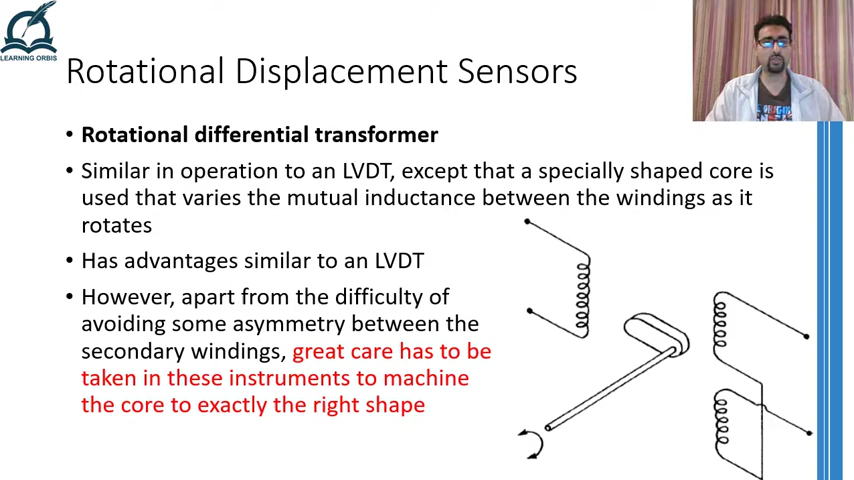 LEARNING ORBIS
Rotational Displacement Sensors
• Rotational differential transformer
• Similar in operation to an LVDT, except that a specially shaped core is
used that varies the mutual inductance between the windings as it
rotates
• Has advantages similar to an LVDT
• However, apart from the difficulty of
avoiding some asymmetry between the
secondary windings, great care has to be
taken in these instruments to machine
the core to exactly the right shape